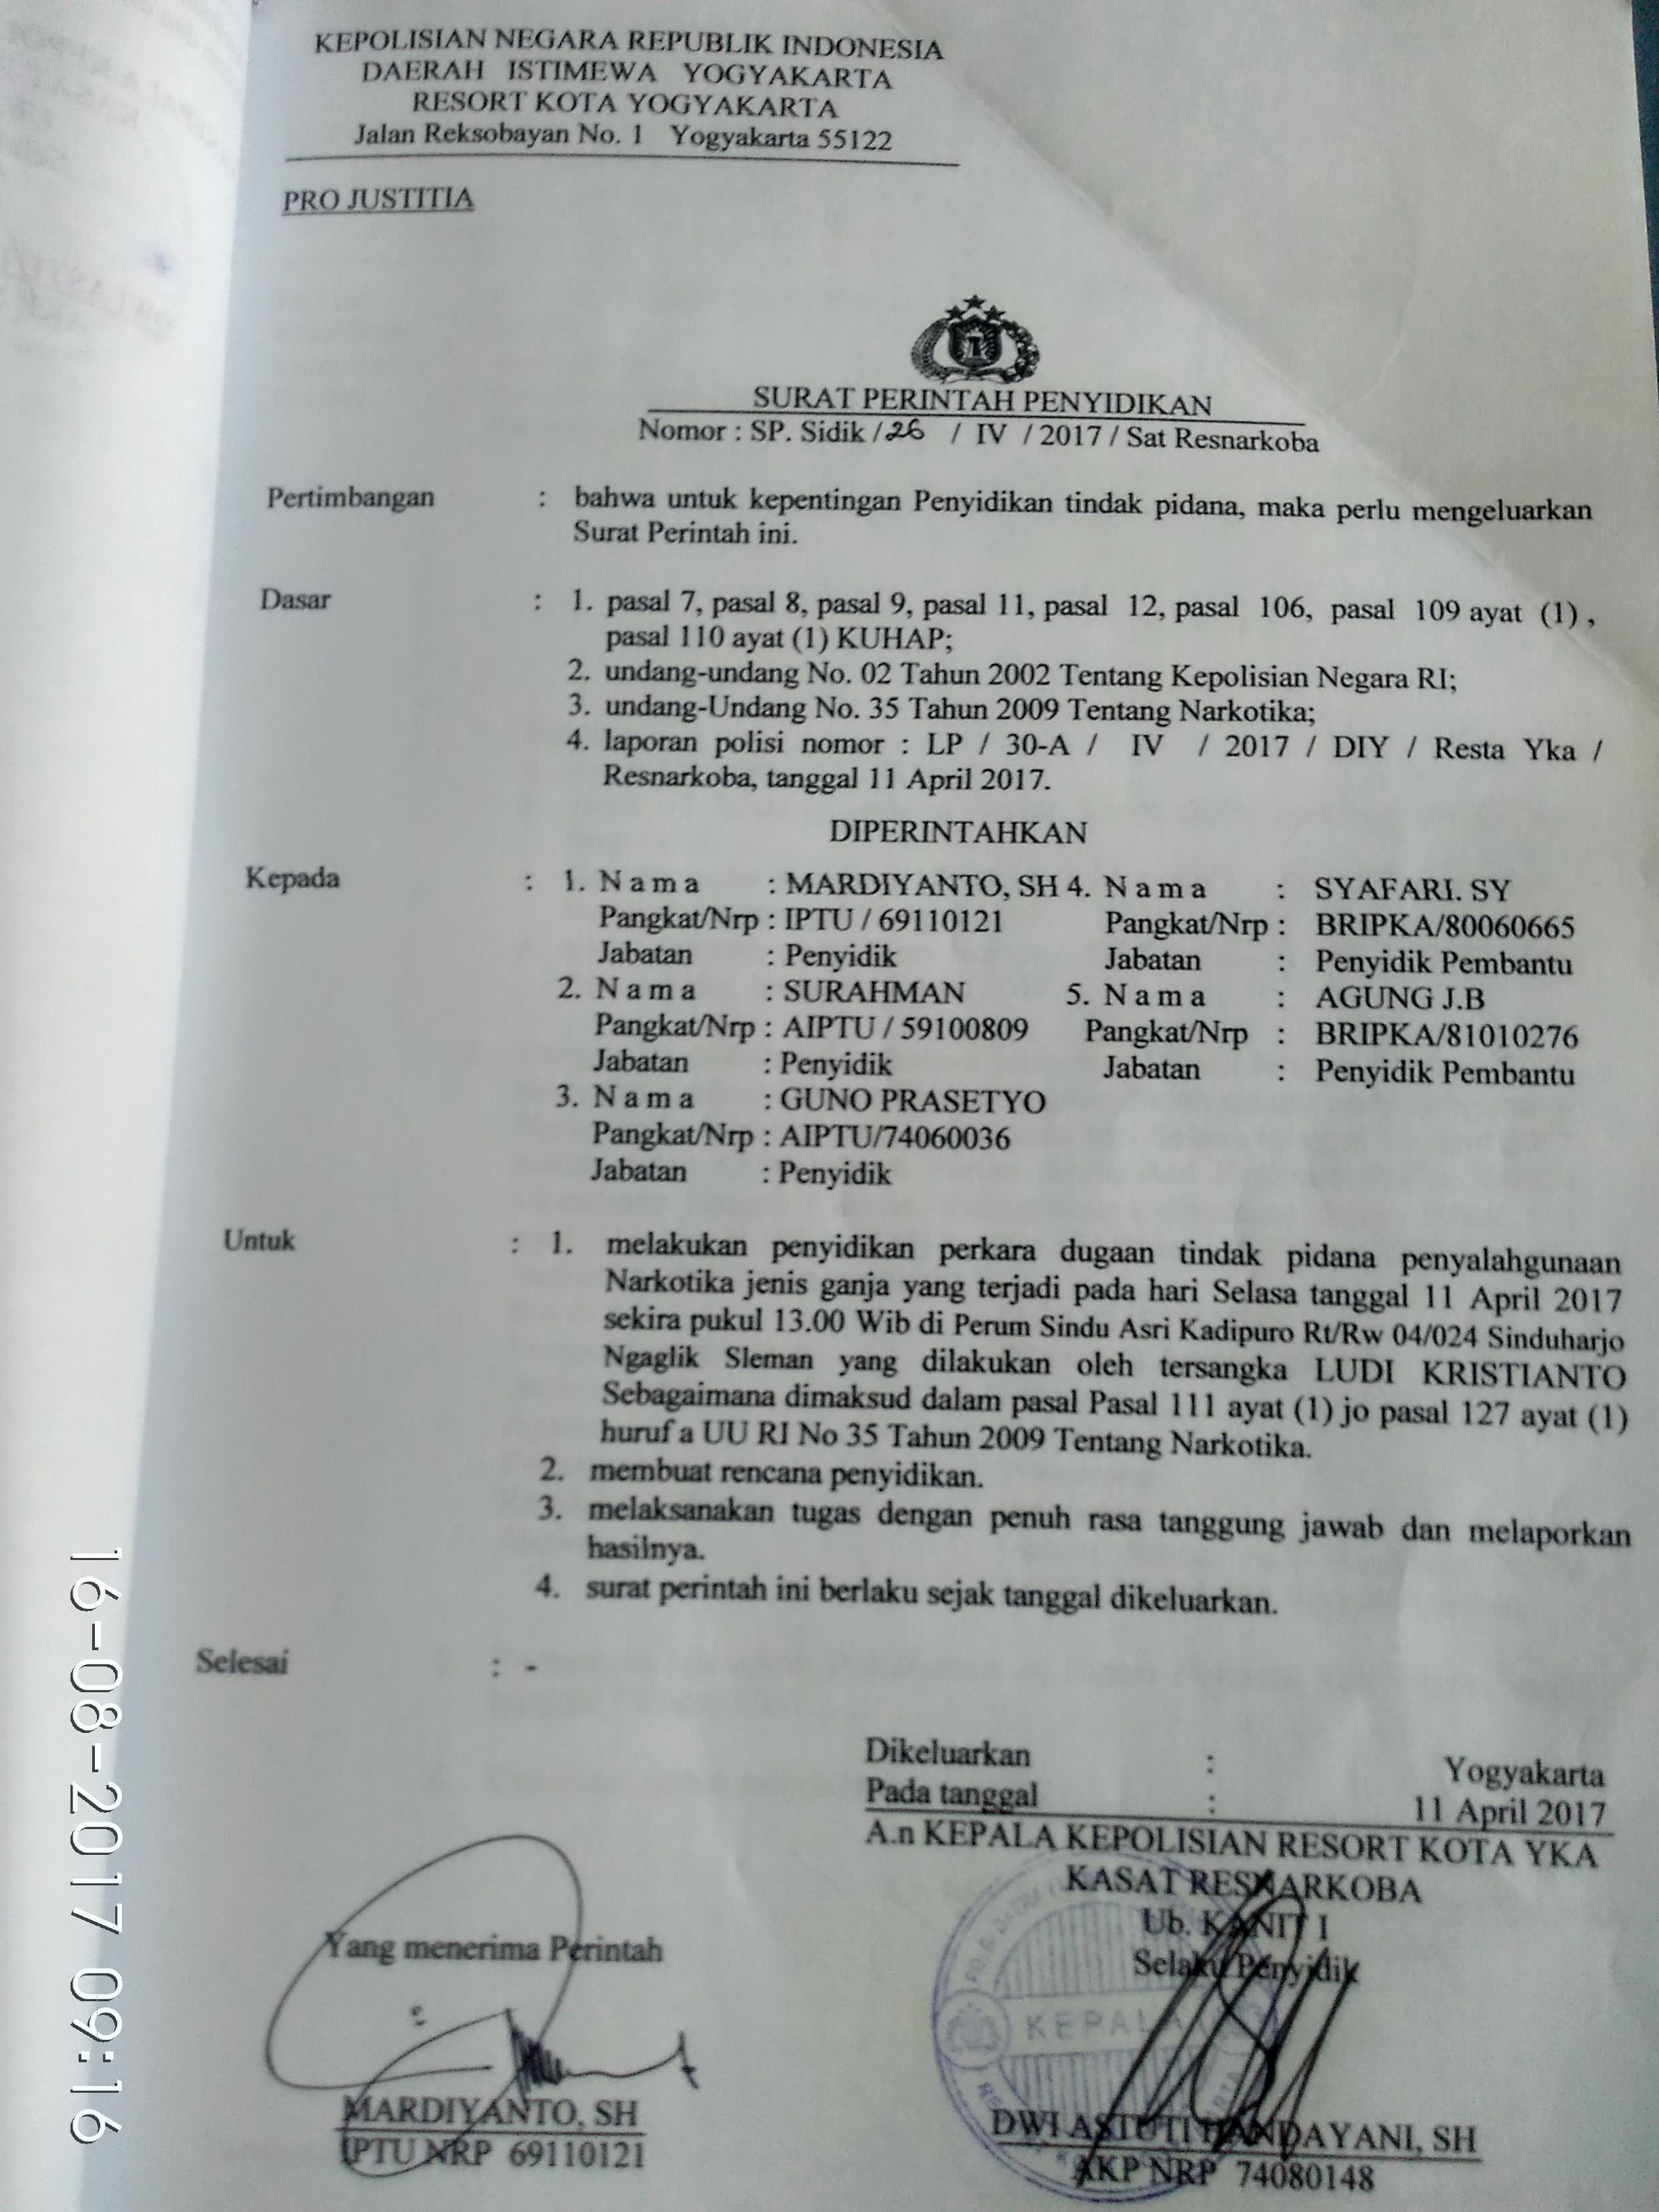 KEPOLISIAN NEGARA REPUBLIK INDONESIA
DAERAH ISTIMEWA YOGYAKARTA
RESORT KOTA YOGYAKARTA
Jalan Reksobayan No. 1 Yogyakarta 55122
PRO JUSTITIA
SURAT PERINTAH PENYIDIKAN
Nomor : SP. Sidik / 26 / IV / 2017 / Sat Resnarkoba
Pertimbangan : bahwa untuk kepentingan Penyidikan tindak pidana, maka perlu mengeluarkan
Surat Perintah ini.
Dasar : 1. pasal 7, pasal 8, pasal 9, pasal 11, pasal 12, pasal 106, pasal 109 ayat (1) ,
pasal 110 ayat (1) KUHAP;
2. undang-undang No. 02 Tahun 2002 Tentang Kepolisian Negara RI;
3. undang-Undang No. 35 Tahun 2009 Tentang Narkotika;
4. laporan polisi nomor : LP / 30-A / IV / 2017 / DIY / Resta Yka /
Resnarkoba, tanggal 11 April 2017.
DIPERINTAHKAN
Kepada : 1. N a m a : MARDIYANTO, SH 4. N a m a : SYAFARI. SY
Pangkat/Nrp : IPTU / 69110121 Pangkat/Nrp : BRIPKA/80060665
Jabatan : Penyidik Jabatan : Penyidik Pembantu
2. N a m a : SURAHMAN 5. N a m a : AGUNG J.B
Pangkat/Nrp : AIPTU / 59100809 Pangkat/Nrp : BRIPKA/81010276
Jabatan : Penyidik Jabatan : Penyidik Pembantu
3. N a m a : GUNO PRASETYO
Pangkat/Nrp : AIPTU/74060036
Jabatan : Penyidik
Untuk : 1. melakukan penyidikan perkara dugaan tindak pidana penyalahgunaan
Narkotika jenis ganja yang terjadi pada hari Selasa tanggal 11 April 2017
sekira pukul 13.00 Wib di Perum Sindu Asri Kadipuro Rt/Rw 04/024 Sinduharjo
Ngaglik Sleman yang dilakukan oleh tersangka LUDI KRISTIANTO
Sebagaimana dimaksud dalam pasal Pasal 111 ayat (1) jo pasal 127 ayat (1)
huruf a UU RI No 35 Tahun 2009 Tentang Narkotika.
2. membuat rencana penyidikan.
3. melaksanakan tugas dengan penuh rasa tanggung jawab dan melaporkan
hasilnya.
4. surat perintah ini berlaku sejak tanggal dikeluarkan.
Selesai : -
Dikeluarkan : Yogyakarta
Pada tanggal : 11 April 2017
A.n KEPALA KEPOLISIAN RESORT KOTA YKA
KASAT RESNARKOBA
Ub. KANIT I
Selaku Penyidik
KEPALA
Yang menerima Perintah
:
MARDIYANTO, SH
IPTU NRP 69110121
DWI ASTUTI HANDAYANI, SH
AKP NRP 74080148
16-08-2017 09:16